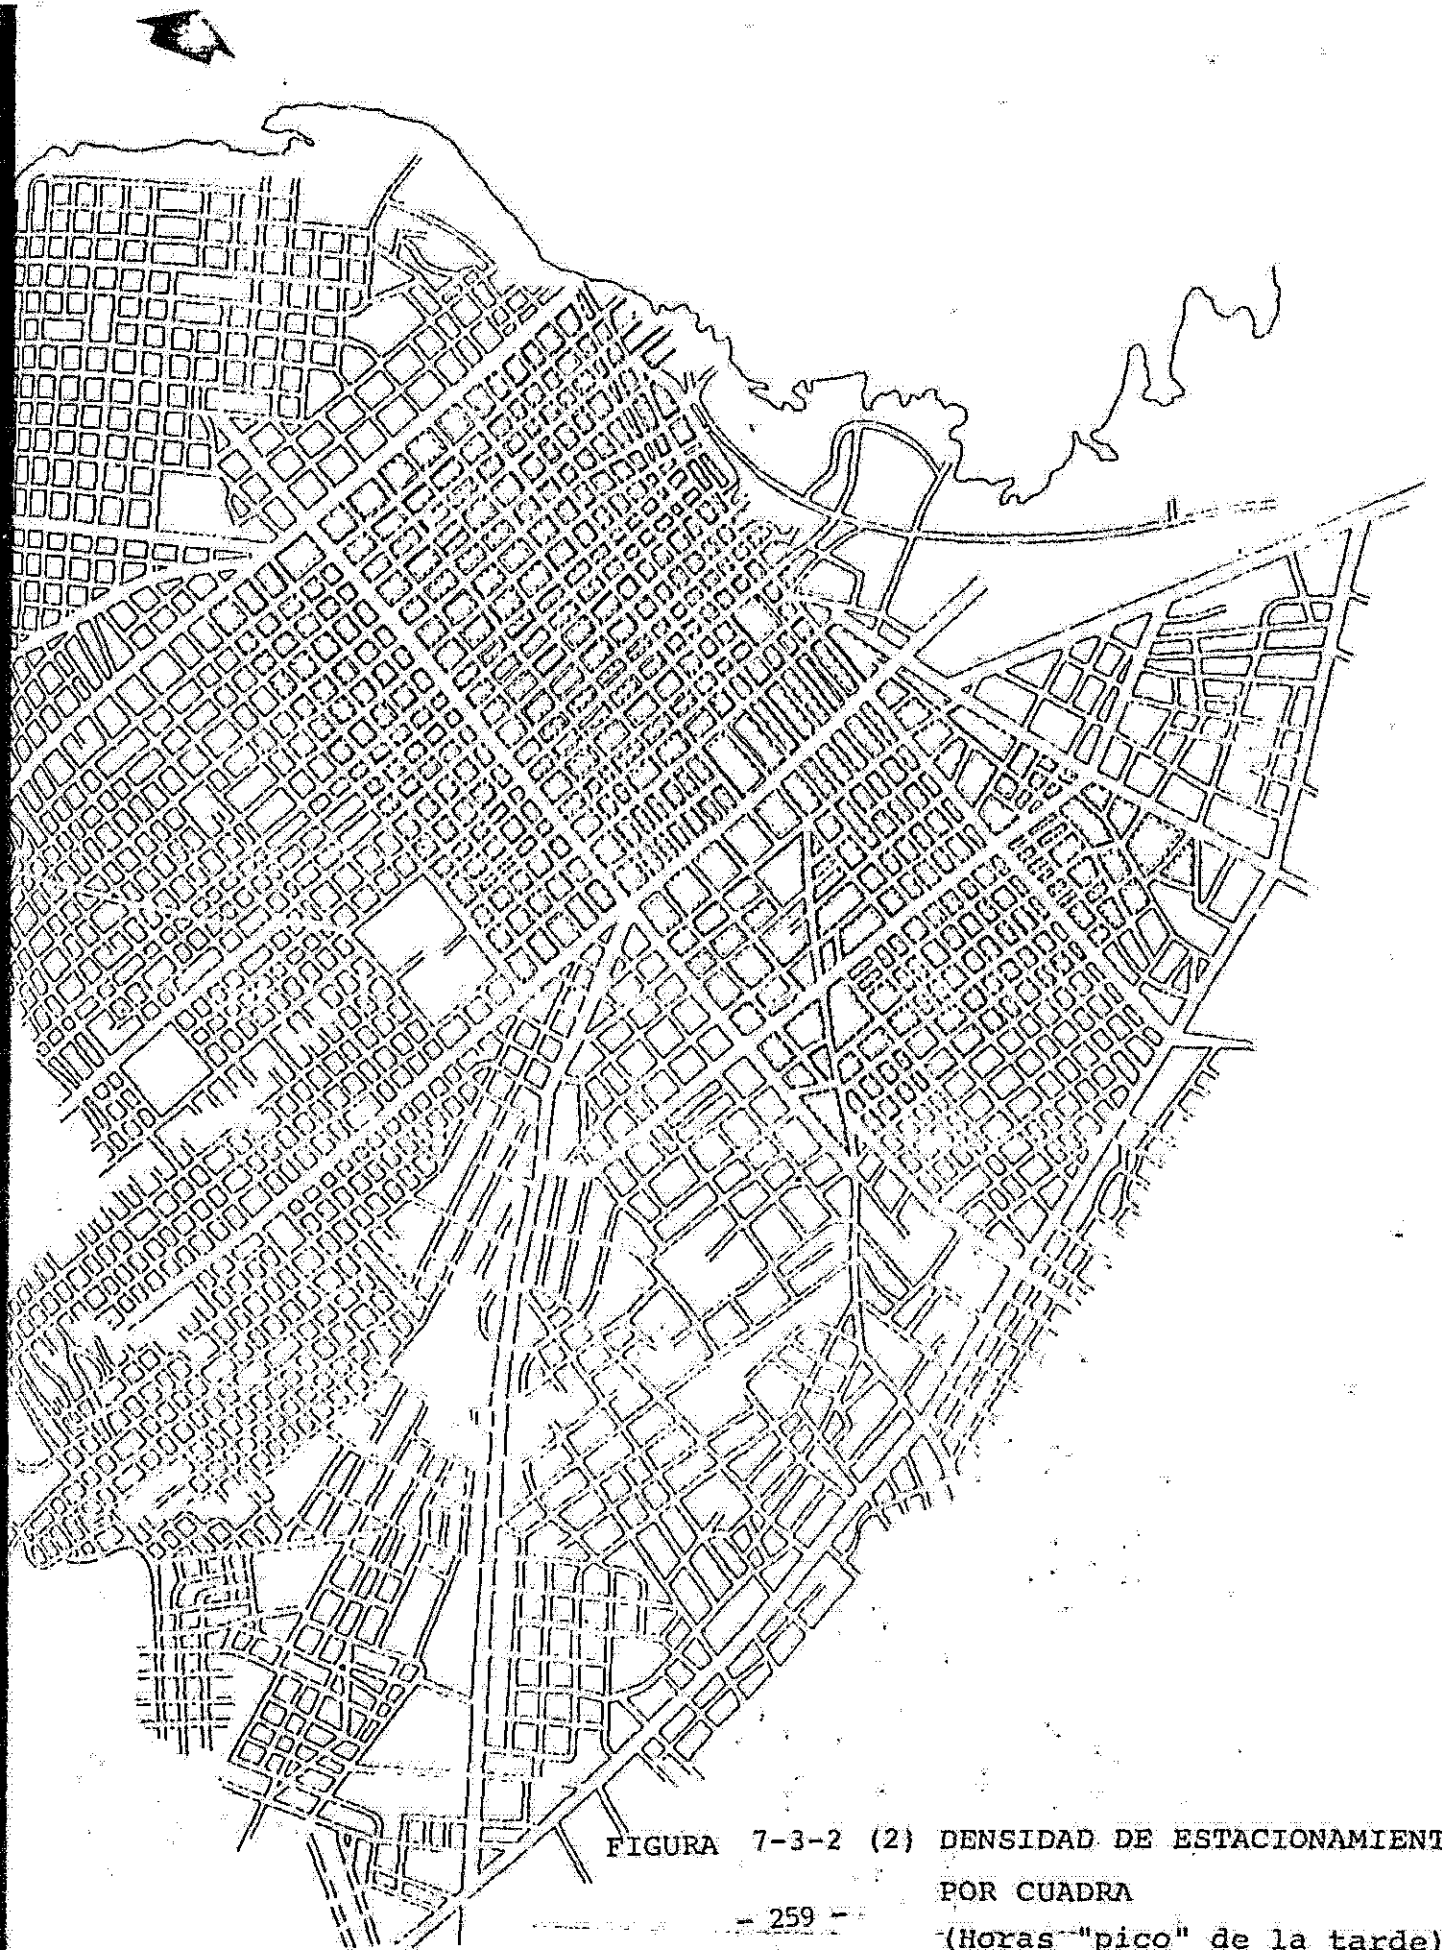 FIGURA 7-3-2 (2) DENSIDAD DE ESTACIONAMIENT
POR CUADRA
- 259 -
(Horas "pico" de la tarde)